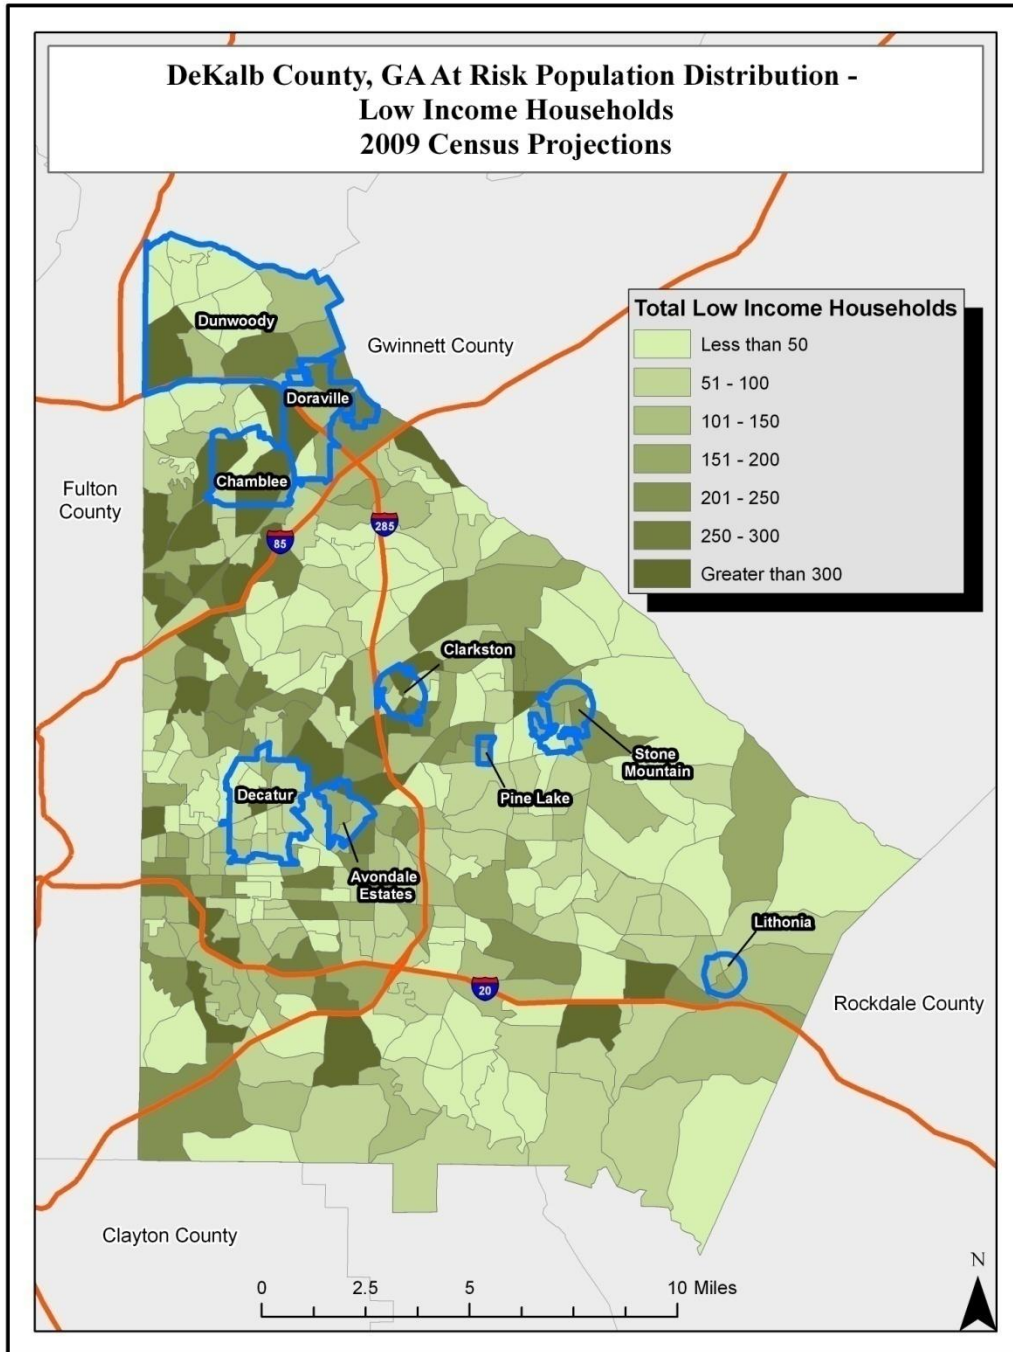 DeKalb County, GA At Risk Population Distribution -
Low Income Households
2009 Census Projections
Total Low Income Households
Less than 50
51 - 100
101 - 150
151 - 200
201 - 250
250 - 300
Greater than 300
Dunwoody
Gwinnett County
Doraville
Chamblee
Fulton
County
285
85
Clarkston
Stone
Mountain
Pine Lake
Decatur
Avondale
Estates
Lithonia
20
Rockdale County
Clayton County
N
0 2.5 5 10 Miles